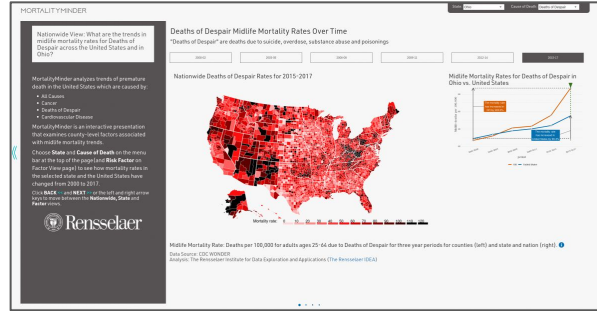 MORTALITYMINDER
State: Ohio
Cause of Death: Deaths of Despair
Nationwide View: What are the trends in
midlife mortality rates for Deaths of
Despair across the United States and in
Ohio?
MortalityMinder analyzes trends of premature
death in the United States which are caused by:
• All Causes
• Cancer
• Deaths of Despair
• Cardiovascular Disease
MortalityMinder is an interactive presentation
that examines county-level factors associated
with midlife mortality trends.
Choose State and Cause of Death on the menu
bar at the top of the page(and Risk Factor on
Factor View page) to see how mortality rates in
the selected state and the United States have
changed from 2000 to 2017.
Click BACK << and NEXT >> or the left and right arrow
keys to move between the Nationwide, State and
Factor views.
Rensselaer
Deaths of Despair Midlife Mortality Rates Over Time
"Deaths of Despair" are deaths due to suicide, overdose, substance abuse and poisonings
Nationwide Deaths of Despair Rates for 2015-2017
Mortality rate
Midlife Mortality Rates for Deaths of Despair in
Ohio vs. United States
Midlife Mortality Rate: Deaths per 100,000 for adults ages 25-64 due to Deaths of Despair for three year periods for counties (left) and state and nation (right).
Data Source: CDC WONDER
Analysis: The Rensselaer Institute for Data Exploration and Applications (The Rensselaer IDEA)